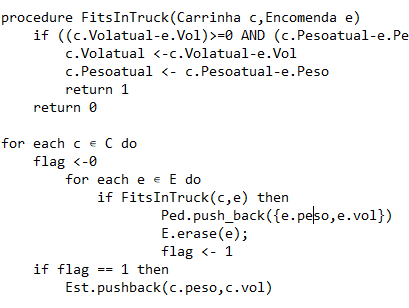 procedure FitsInTruck(Carrinha c,Encomenda e)
    if ((c.Volatual-e.Vol)>=0 AND (c.Pesoatual-e.Pe
        c.Volatual <-c.Volatual-e.Vol
        c.Pesoatual <- c.Pesoatual-e.Peso
        return 1
    return 0

for each c ∊ C do
    flag <-0
        for each e ∊ E do
            if FitsInTruck(c,e) then
                    Ped.push_back({e.peso,e.vol})
                    E.erase(e);
                    flag <- 1
    if flag == 1 then
        Est.pushback(c.peso,c.vol)